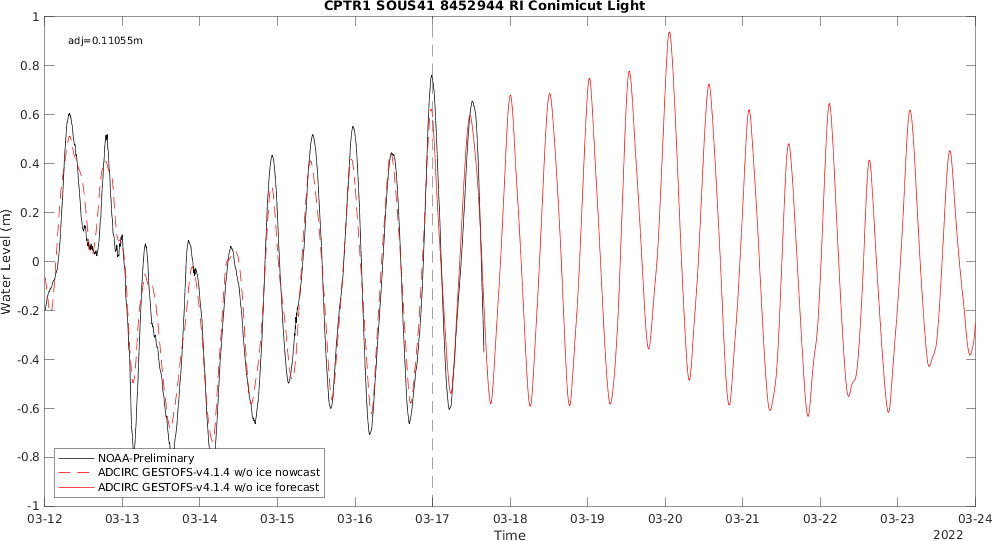 CPTR1 SOUS41 8452944 RI Conimicut Light
adj=0.11055m
Water Level (m)
1
0.8
0.6
0.4
0.2
0
-0.2
-0.4
-0.6
-0.8
-1
NOAA-Preliminary
ADCIRC GESTOFS-v4.1.4 w/o ice nowcast
ADCIRC GESTOFS-v4.1.4 w/o ice forecast
03-12 03-13 03-14 03-15 03-16 03-17 03-18 03-19 03-20 03-21 03-22 03-23 03-24
Time
2022